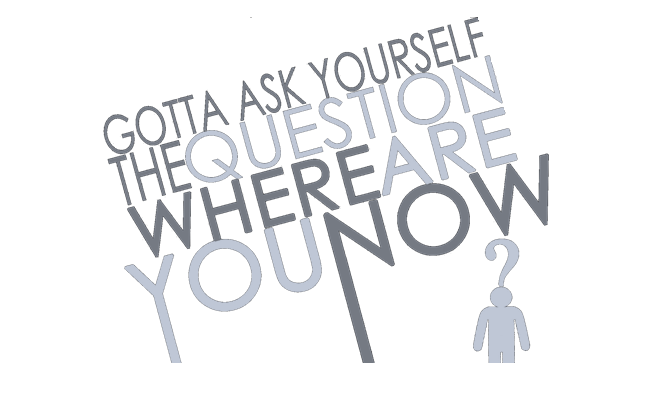 GOTTA ASK YOURSELF
THE QUESTION
WHERE ARE
YOU NOW
?